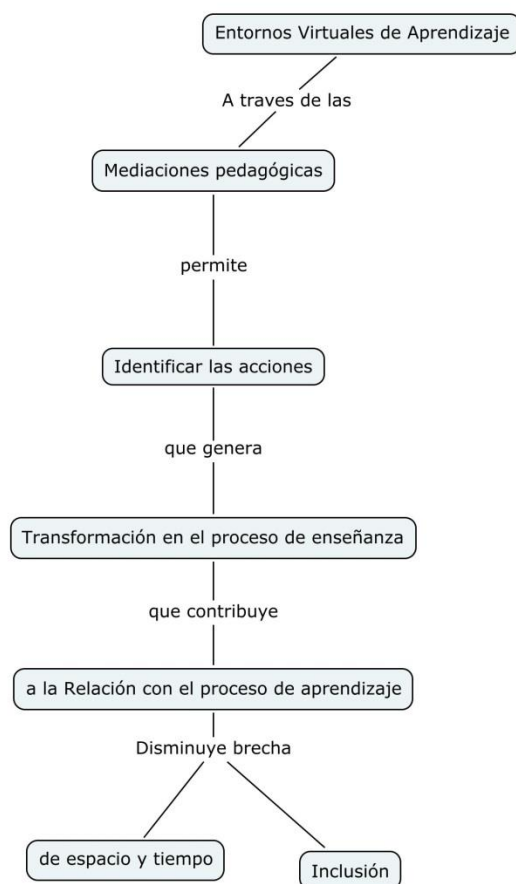 Entornos Virtuales de Aprendizaje
A traves de las
Mediaciones pedagógicas
permite
Identificar las acciones
que genera
Transformación en el proceso de enseñanza
que contribuye
a la Relación con el proceso de aprendizaje
Disminuye brecha
de espacio y tiempo
Inclusión